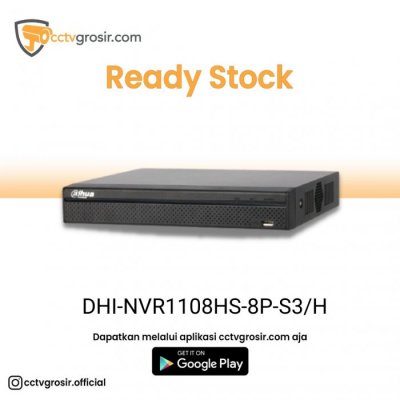 cctvgrosir.com
Ready Stock
alhua
DHI-NVR1108HS-8P-S3/H
Dapatkan melalui aplikasi cctvgrosir.com aja
GET IT ON
Google Play
cctvgrosir.official